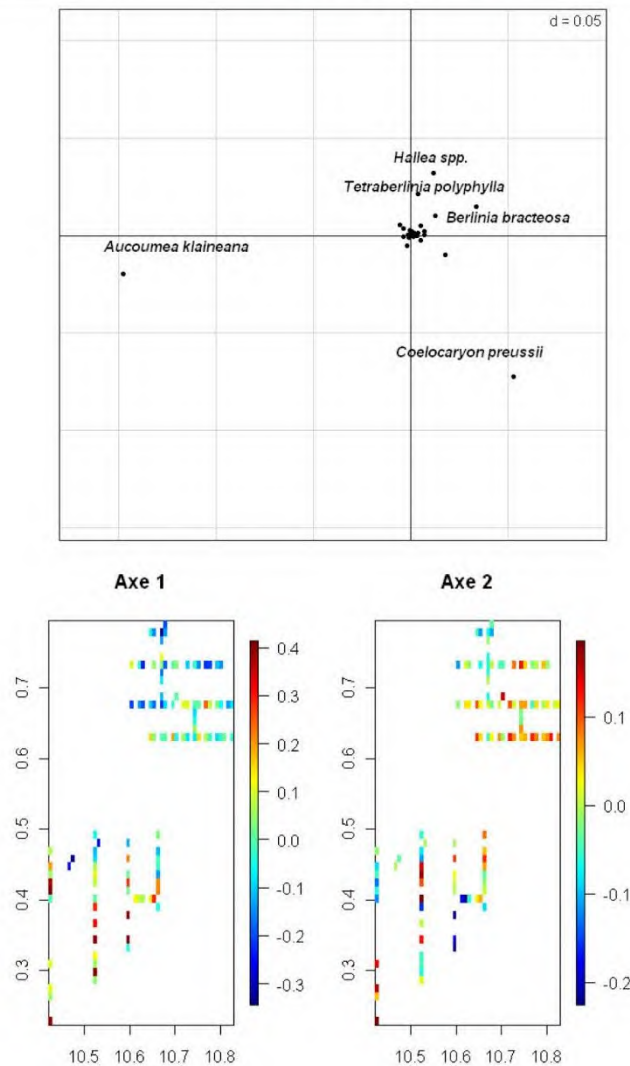 d = 0.05
Hallea spp.
Tetraberlinia polyphylla
Berlinia bracteosa
Aucoumea klaineana
Coelocaryon preussii
Axe 1
Axe 2
0.7
0.6
0.5
0.4
0.3
10.5 10.6 10.7 10.8
0.4
0.3
0.2
0.1
0.0
-0.1
-0.2
-0.3
0.7
0.6
0.5
0.4
0.3
10.5 10.6 10.7 10.8
0.1
0.0
-0.1
-0.2